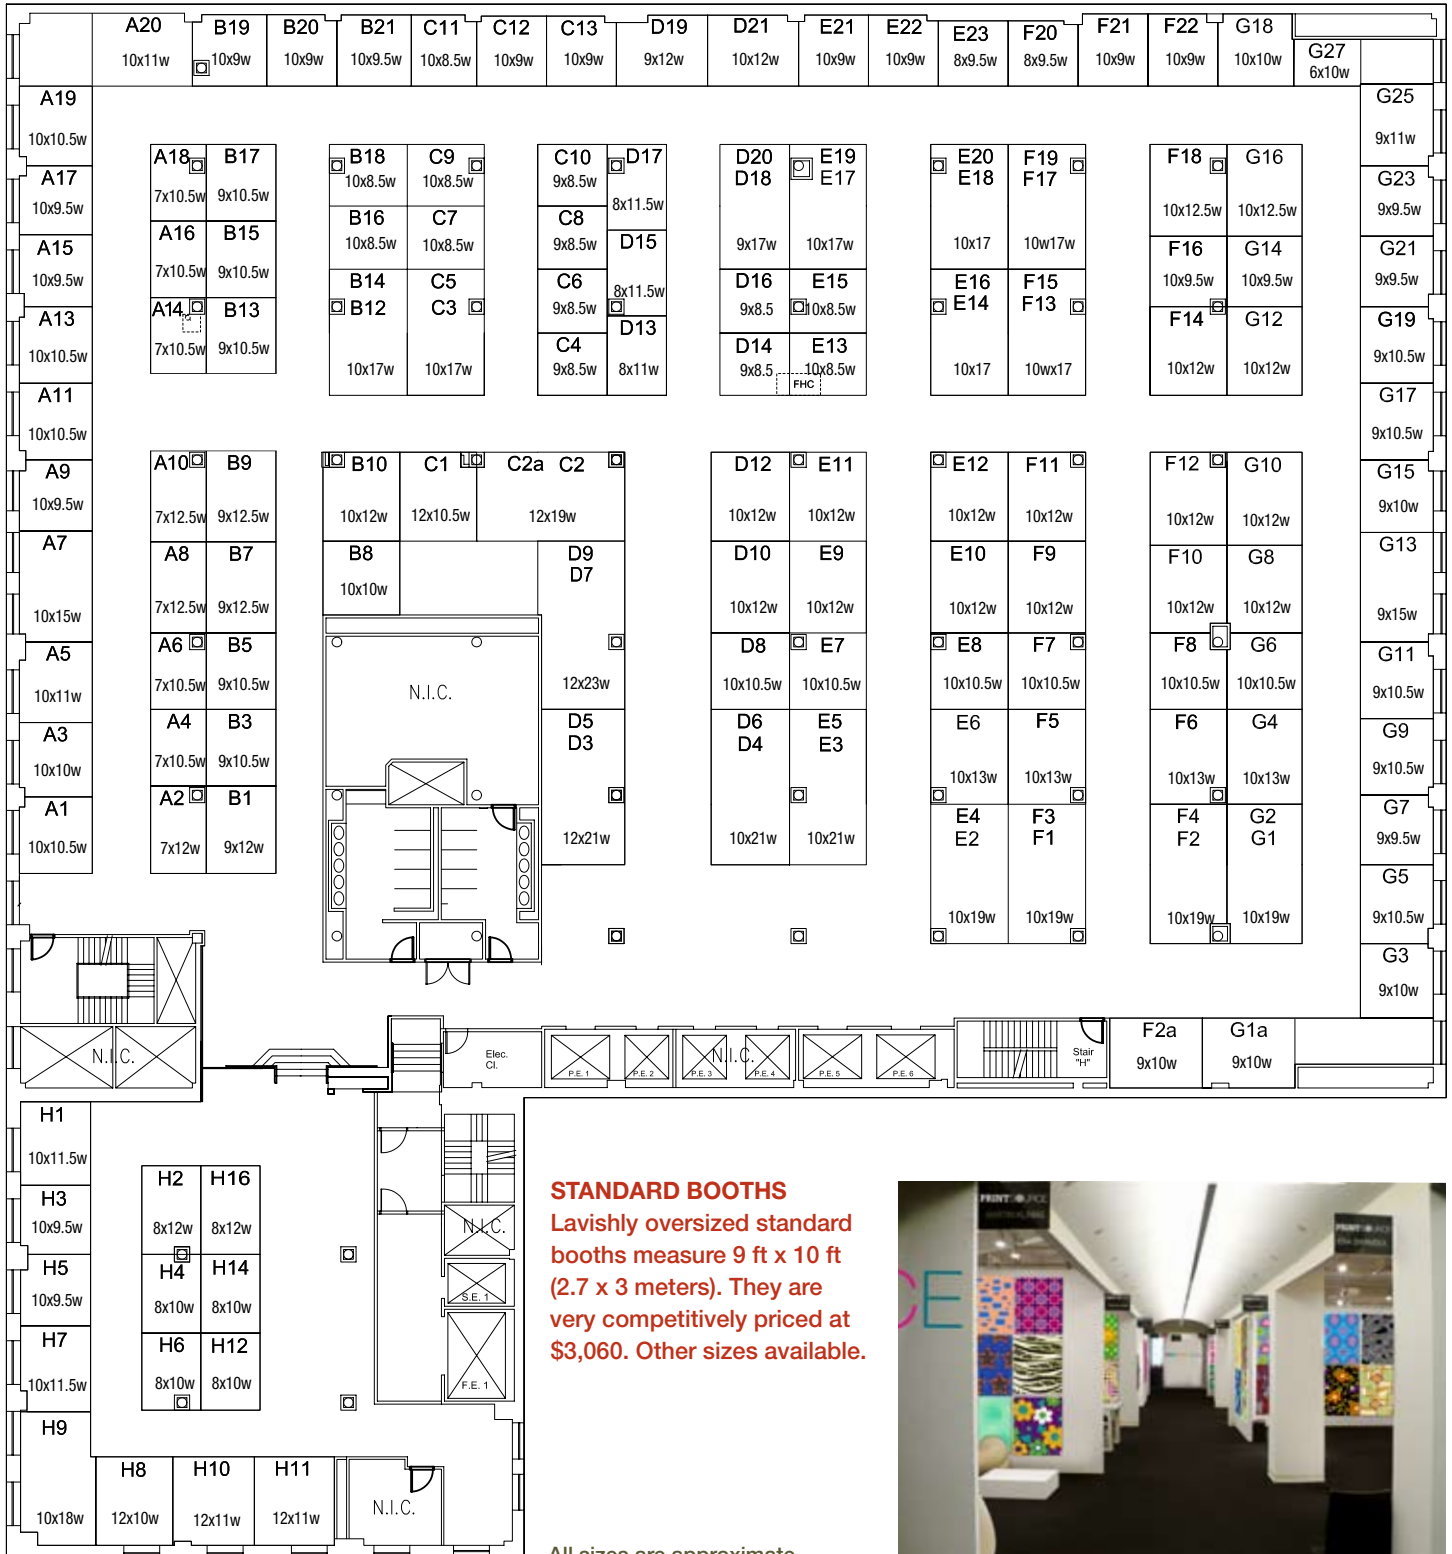 A20 B19 B20 B21 C11 C12 C13 D19 D21 E21 E22 E23 F20 F21 F22 G18
10x11w 10x9w 10x9w 10x9.5w 10x8.5w 10x9w 10x9w 9x12w 10x12w 10x9w 10x9w 8x9.5w 8x9.5w 10x9w 10x9w 10x10w
G27
6x10w
A19 G25
10x10.5w 9x11w
A18 B17 B18 C9 C10 D17 D20 E19 E20 F19 F18 G16
D18 E17 E18 F17
A17 G23
7x10.5w 9x10.5w 10x8.5w 10x8.5w 9x8.5w 8x11.5w
10x9.5w 9x9.5w
B16 C7 C8 10x12.5w 10x12.5w
A16 B15 D15
A15 10x8.5w 10x8.5w 9x8.5w 9x17w 10x17w 10x17 10w17w F16 G14 G21
10x9.5w 7x10.5w 9x10.5w B14 C5 C6 8x11.5w D16 E15 E16 F15 10x9.5w 10x9.5w 9x9.5w
A14 B13 B12 C3 9x8.5w 9x8.5 10x8.5w E14 F13
A13 D13 F14 G12 G19
10x10.5w 7x10.5w 9x10.5w C4 D14 E13 9x10.5w
10x17w 10x17w 9x8.5w 8x11w 9x8.5 10x8.5w 10x17 10wx17 10x12w 10x12w
FHC
A11 G17
10x10.5w 9x10.5w
A10 B9 B10 C1 C2a C2 D12 E11 E12 F11 F12 G10
A9 G15
10x9.5w 7x12.5w 9x12.5w 10x12w 12x10.5w 12x19w 10x12w 10x12w 10x12w 10x12w 10x12w 10x12w 9x10w
A7 A8 B7 B8 D9 D10 E9 E10 F9 F10 G8 G13
D7
10x10w
10x15w 7x12.5w 9x12.5w 10x12w 10x12w 10x12w 10x12w 10x12w 10x12w 9x15w
A5 A6 B5 D8 E7 E8 F7 F8 G6 G11
10x11w 7x10.5w 9x10.5w N.I.C. 12x23w 10x10.5w 10x10.5w 10x10.5w 10x10.5w 10x10.5w 10x10.5w 9x10.5w
A3 A4 B3 D5 D6 E5 E6 F5 F6 G4 G9
D3 D4 E3
10x10w 7x10.5w 9x10.5w 10x13w 10x13w 10x13w 10x13w 9x10.5w
A1 A2 B1 E4 F3 F4 G2 G7
E2 F1 F2 G1
10x10.5w 7x12w 9x12w 12x21w 10x21w 10x21w 9x9.5w
G5
10x19w 10x19w 10x19w 10x19w 9x10.5w
G3
9x10w
F2a G1a
N.I.C. Elec. N.I.C. Stair
Cl. "H" 9x10w 9x10w
P.E. 1 P.E. 2 P.E. 3 P.E. 4 P.E. 5 P.E. 6
H1
10x11.5w
H2 H16
H3
10x9.5w 8x12w 8x12w N.I.C.
H5 H4 H14
10x9.5w 8x10w 8x10w S.E. 1
H7 H6 H12
10x11.5w 8x10w 8x10w F.E. 1
H9
H8 H10 H11
10x18w 12x10w 12x11w 12x11w N.I.C.
STANDARD BOOTHS
Lavishly oversized standard
booths measure 9 ft x 10 ft
(2.7 x 3 meters). They are
very competitively priced at
$3,060. Other sizes available.
All sizes are approximate
PRINTSOURCE
CE